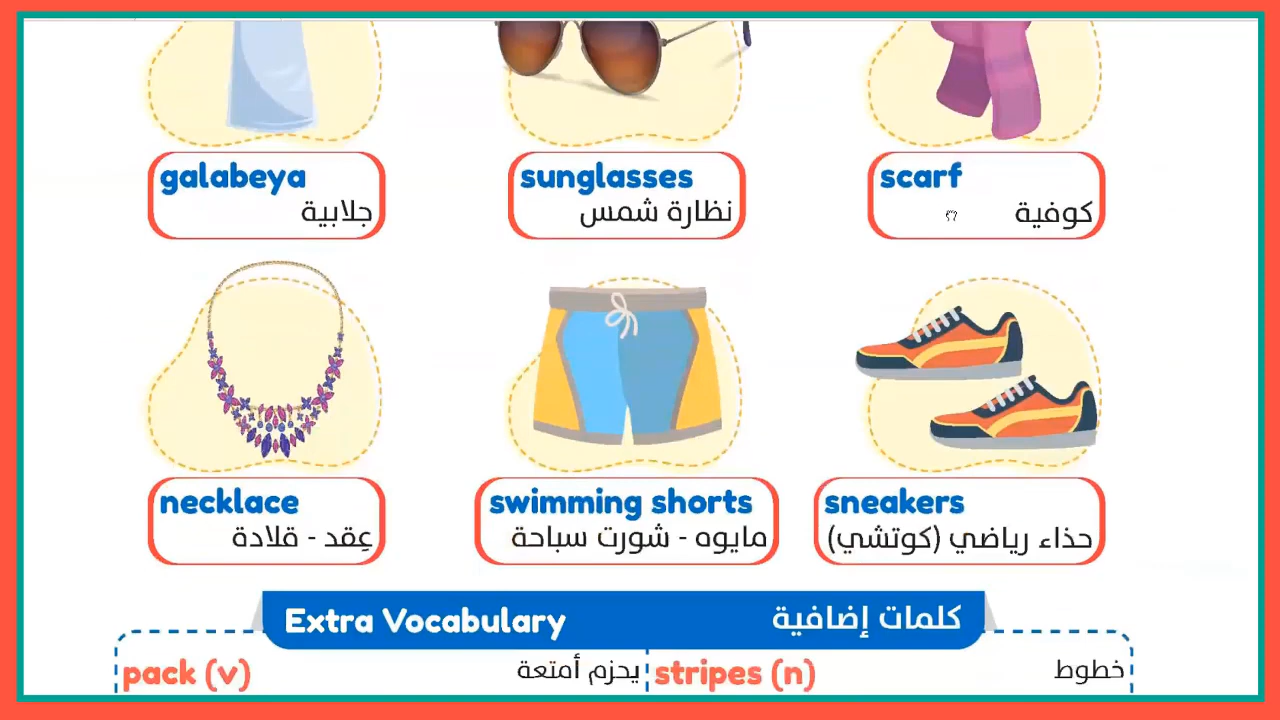 galabeya
جلابية
sunglasses
نظارة شمس
scarf
كوفية
necklace
عِقد - قلادة
swimming shorts
مايوه - شورت سباحة
sneakers
حذاء رياضي (كوتشي)
Extra Vocabulary كلمات إضافية
pack (v) يحزم أمتعة
stripes (n) خطوط